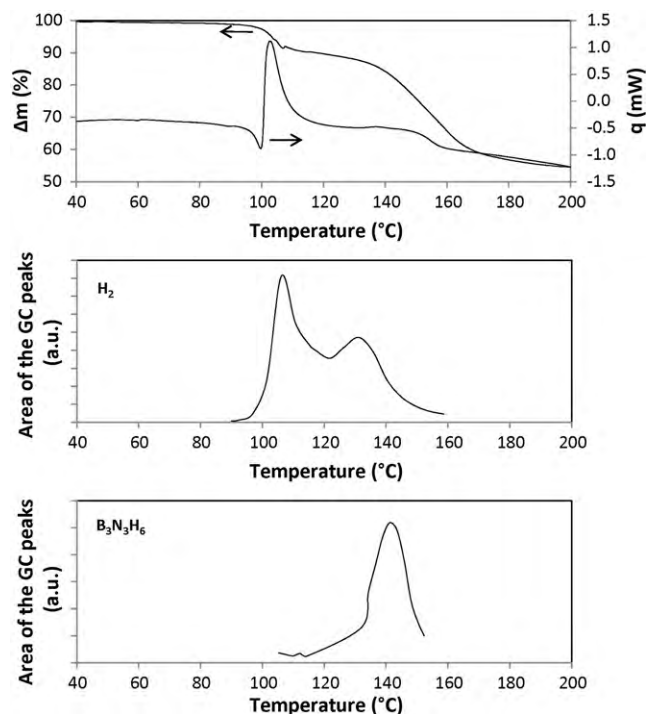 100
90
80
70
60
50
Δm (%)
1.5
1.0
0.5
0.0
-0.5
-1.0
-1.5
q (mW)
40 60 80 100 120 140 160 180 200
Temperature (°C)
Area of the GC peaks
(a.u.)
H₂
40 60 80 100 120 140 160 180 200
Temperature (°C)
Area of the GC peaks
(a.u.)
B₃N₃H₆
40 60 80 100 120 140 160 180 200
Temperature (°C)